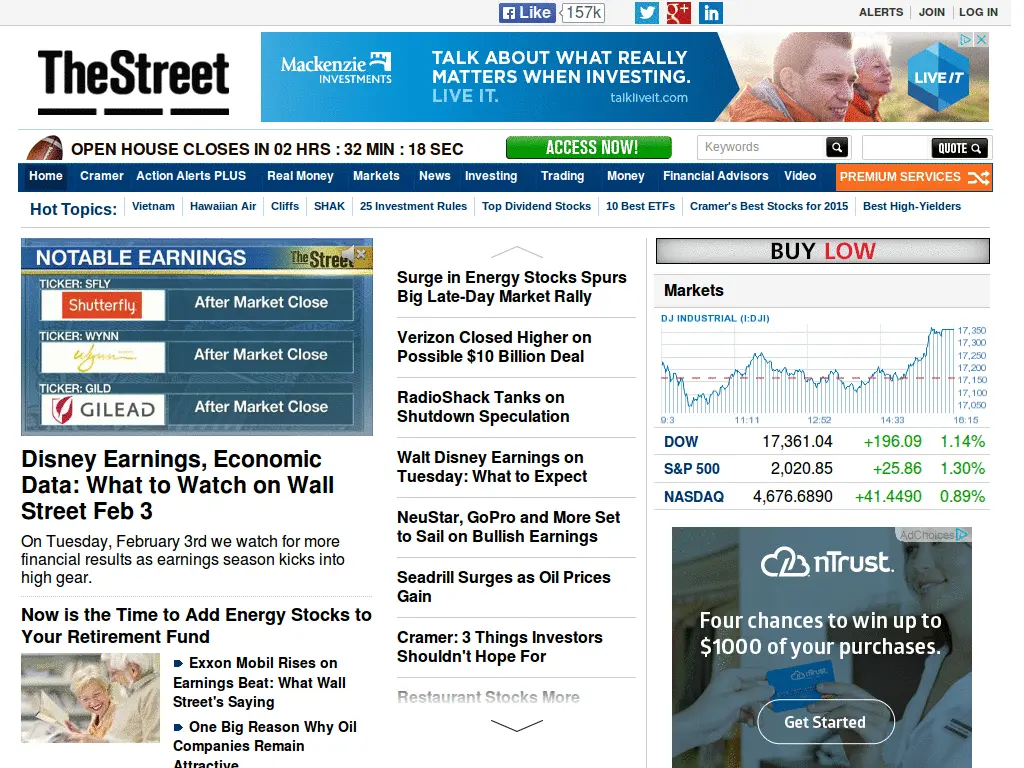 Like 157k
ALERTS JOIN LOG IN
TheStreet
Mackenzie
INVESTMENTS
TALK ABOUT WHAT REALLY
MATTERS WHEN INVESTING.
LIVE IT. talkliveit.com
LIVE IT
OPEN HOUSE CLOSES IN 02 HRS : 32 MIN : 18 SEC
ACCESS NOW!
Keywords
QUOTE
Home Cramer Action Alerts PLUS Real Money Markets News Investing Trading Money Financial Advisors Video PREMIUM SERVICES
Hot Topics: Vietnam Hawaiian Air Cliffs SHAK 25 Investment Rules Top Dividend Stocks 10 Best ETFs Cramer's Best Stocks for 2015 Best High-Yielders
NOTABLE EARNINGS
TheStreet
TICKER: SFLY
Shutterfly. After Market Close
TICKER: WYNN
Wynn After Market Close
TICKER: GILD
GILEAD After Market Close
Disney Earnings, Economic
Data: What to Watch on Wall
Street Feb 3
On Tuesday, February 3rd we watch for more
financial results as earnings season kicks into
high gear.
Now is the Time to Add Energy Stocks to
Your Retirement Fund
Exxon Mobil Rises on
Earnings Beat: What Wall
Street's Saying
One Big Reason Why Oil
Companies Remain
Attractive
Surge in Energy Stocks Spurs
Big Late-Day Market Rally
Verizon Closed Higher on
Possible $10 Billion Deal
RadioShack Tanks on
Shutdown Speculation
Walt Disney Earnings on
Tuesday: What to Expect
NeuStar, GoPro and More Set
to Sail on Bullish Earnings
Seadrill Surges as Oil Prices
Gain
Cramer: 3 Things Investors
Shouldn't Hope For
Restaurant Stocks More
BUY LOW
Markets
DJ INDUSTRIAL (I:DJI)
17,350
17,300
17,250
17,200
17,150
17,100
17,050
9:3 11:11 12:52 14:33 16:15
DOW 17,361.04 +196.09 1.14%
S&P 500 2,020.85 +25.86 1.30%
NASDAQ 4,676.6890 +41.4490 0.89%
AdChoices
nTrust.
Four chances to win up to
$1000 of your purchases.
nTrust
Get Started